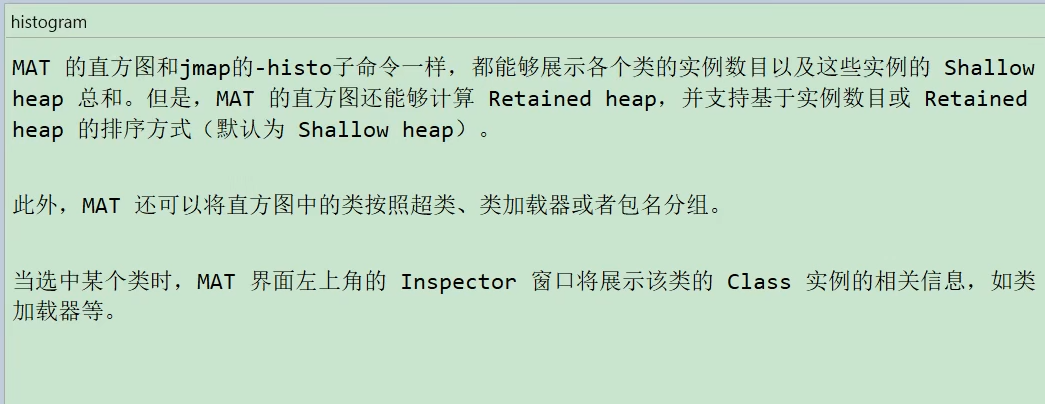 histogram
MAT 的直方图和jmap的-histo子命令一样，都能够展示各个类的实例数目以及这些实例的 Shallow
heap 总和。但是，MAT 的直方图还能够计算 Retained heap，并支持基于实例数目或 Retained
heap 的排序方式（默认为 Shallow heap）。
此外，MAT 还可以将直方图中的类按照超类、类加载器或者包名分组。
当选中某个类时，MAT 界面左上角的 Inspector 窗口将展示该类的 Class 实例的相关信息，如类
加载器等。